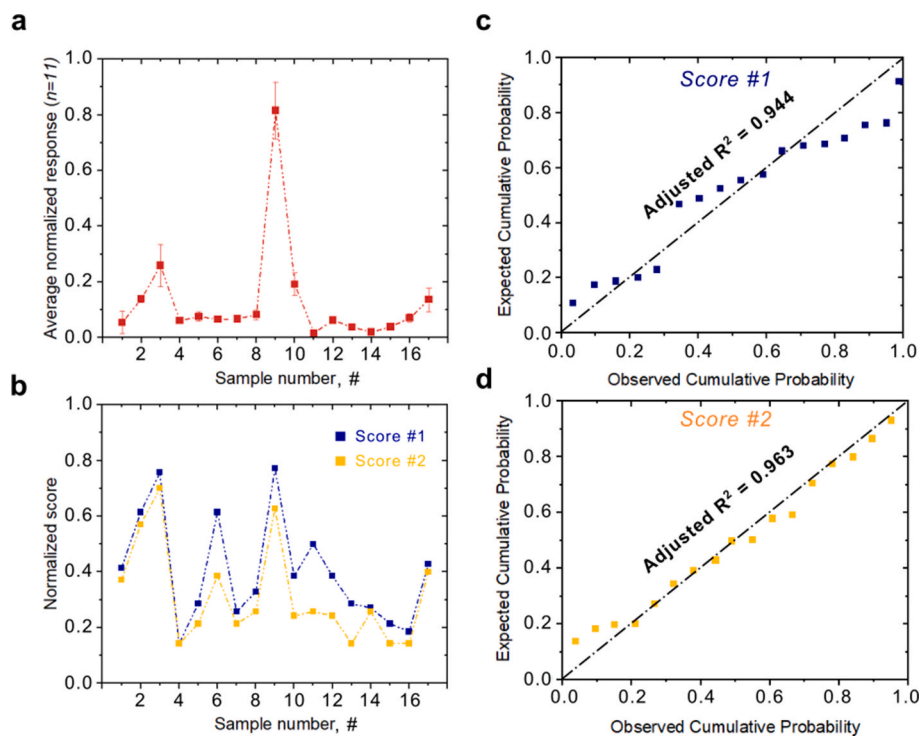 a
Average normalized response (n=11)
1.0
0.8
0.6
0.4
0.2
0.0
2 4 6 8 10 12 14 16
Sample number, #
b
Normalized score
1.0
0.8
0.6
0.4
0.2
0.0
Score #1
Score #2
2 4 6 8 10 12 14 16
Sample number, #
c
Expected Cumulative Probability
1.0
0.8
0.6
0.4
0.2
0.0
Score #1
Adjusted R² = 0.944
0.0 0.2 0.4 0.6 0.8 1.0
Observed Cumulative Probability
d
Expected Cumulative Probability
1.0
0.8
0.6
0.4
0.2
0.0
Score #2
Adjusted R² = 0.963
0.0 0.2 0.4 0.6 0.8 1.0
Observed Cumulative Probability